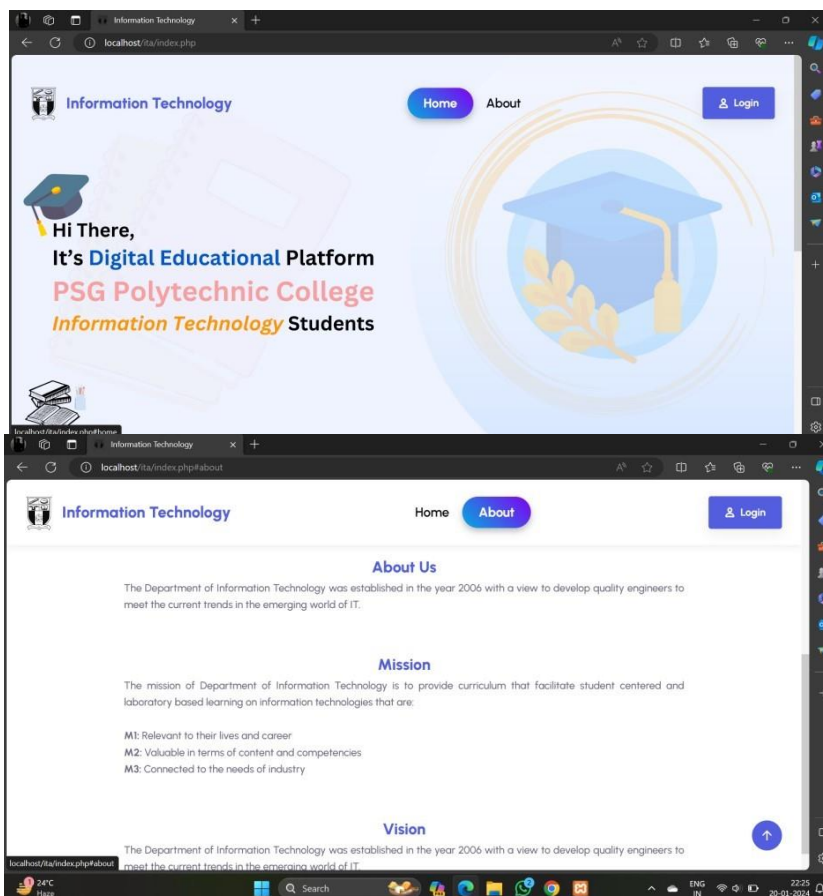 Information Technology
localhost/ita/index.php
Information Technology
Home
About
Login
Hi There,
It's Digital Educational Platform
PSG Polytechnic College
Information Technology Students
localhost/ita/index.php#home
Information Technology
localhost/ita/index.php#about
Information Technology
Home
About
Login
About Us
The Department of Information Technology was established in the year 2006 with a view to develop quality engineers to
meet the current trends in the emerging world of IT.
Mission
The mission of Department of Information Technology is to provide curriculum that facilitate student centered and
laboratory based learning on information technologies that are:
M1: Relevant to their lives and career
M2: Valuable in terms of content and competencies
M3: Connected to the needs of industry
Vision
The Department of Information Technology was established in the year 2006 with a view to develop quality engineers to
meet the current trends in the emerging world of IT.
localhost/ita/index.php#about
24°C
Haze
Search
ENG
IN
22:25
20-01-2024